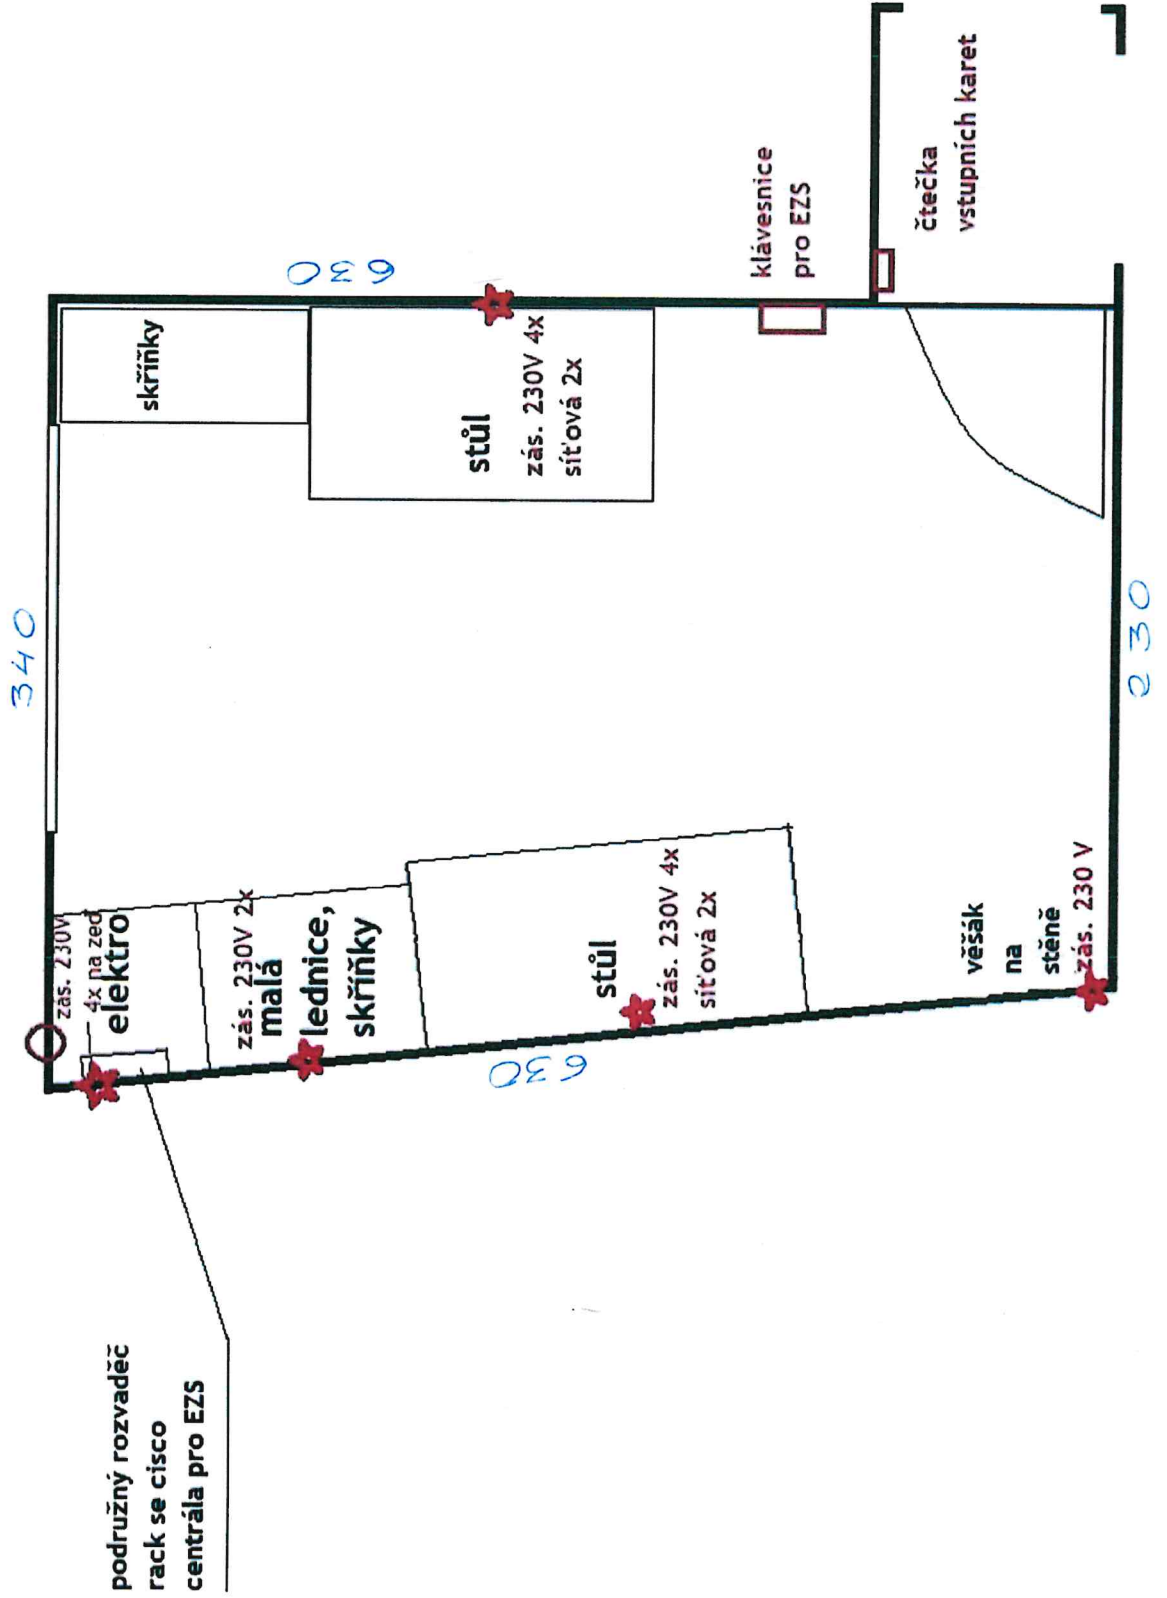 podružný rozvaděč
rack se cisco
centrála pro EZS
zás. 230V
4x na zeď
elektro
zás. 230V 2x
malá
lednice,
skříňky
stůl
zás. 230V 4x
síťová 2x
věšák
na
stěně
zás. 230 V
340
630
230
630
skříňky
stůl
zás. 230V 4x
síťová 2x
klávesnice
pro EZS
čtečka
vstupních karet